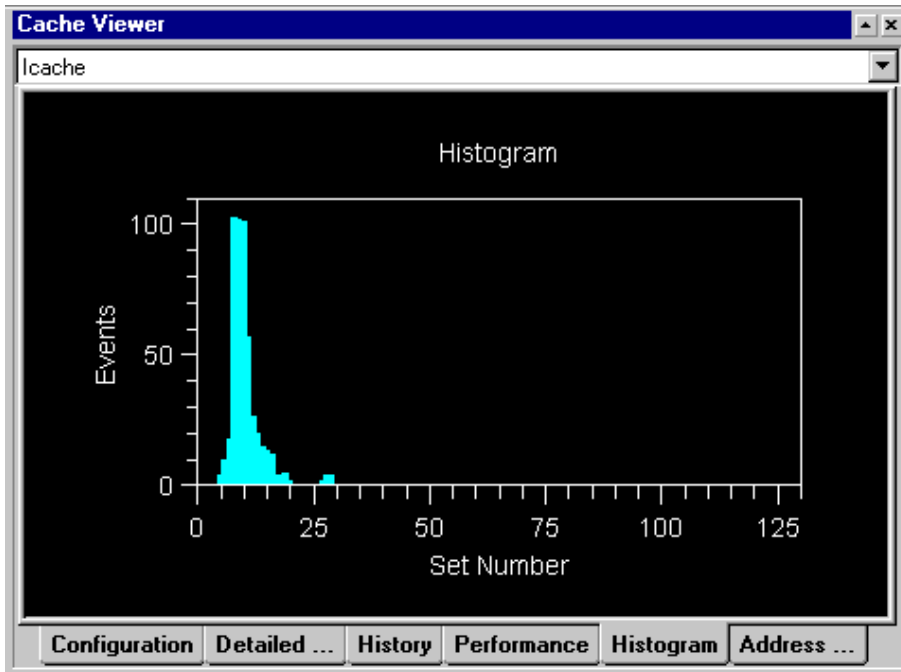 Cache Viewer
Icache
Histogram
100
50
0
Events
0 25 50 75 100 125
Set Number
Configuration Detailed ... History Performance Histogram Address ...